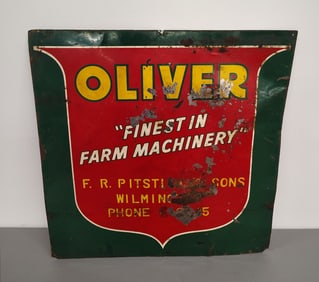 OLIVER
"FINEST IN
FARM MACHINERY"
F. R. SONS
PHONE